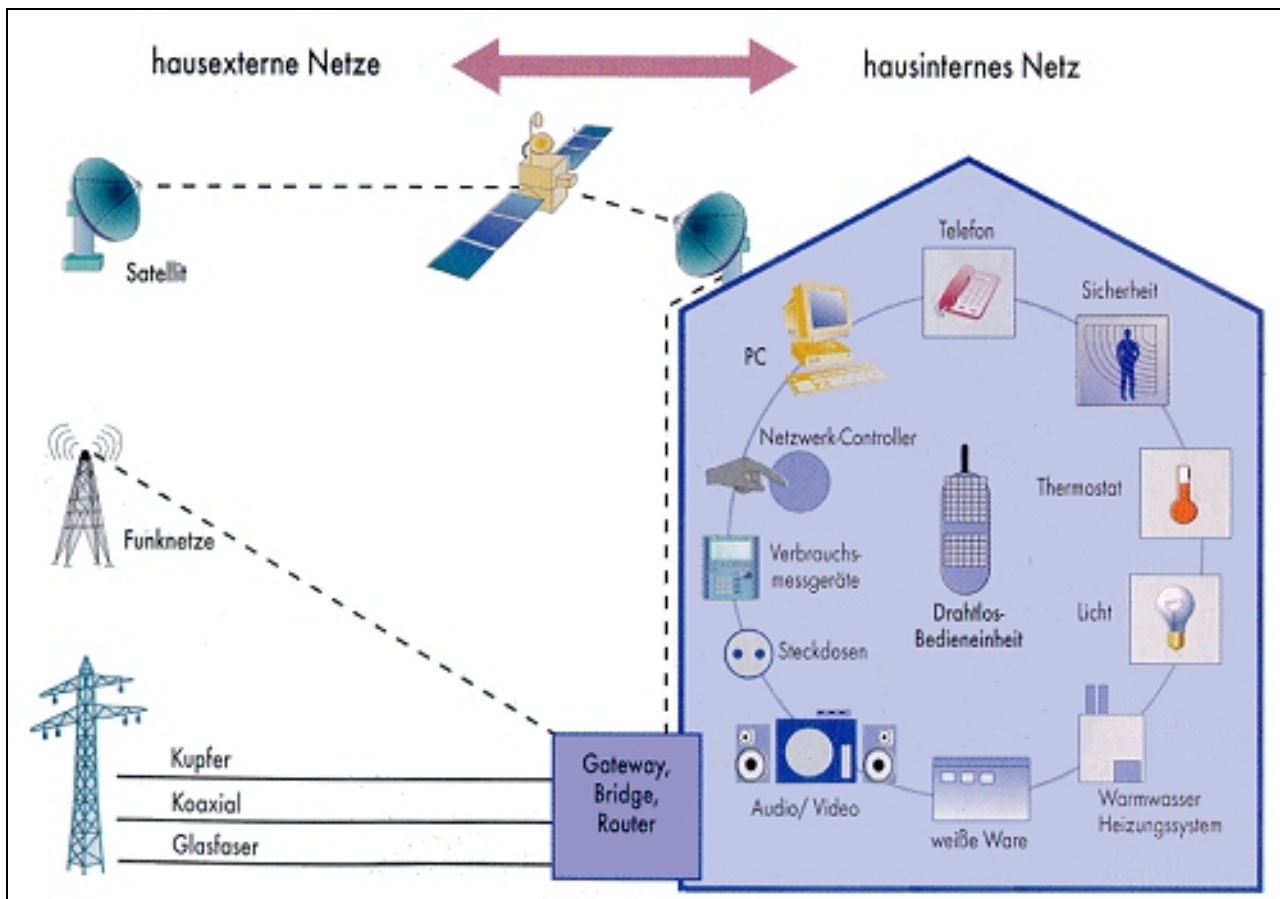 hausexterne Netze
hausinternes Netz
Satellit
Telefon
Sicherheit
PC
Netzwerk-Controller
Thermostat
Funknetze
Verbrauchs-
messgeräte
Drahtlos-
Bedieneinheit
Licht
Steckdosen
Kupfer
Koaxial
Glasfaser
Gateway,
Bridge,
Router
Audio/ Video
weiße Ware
Warmwasser
Heizungssystem